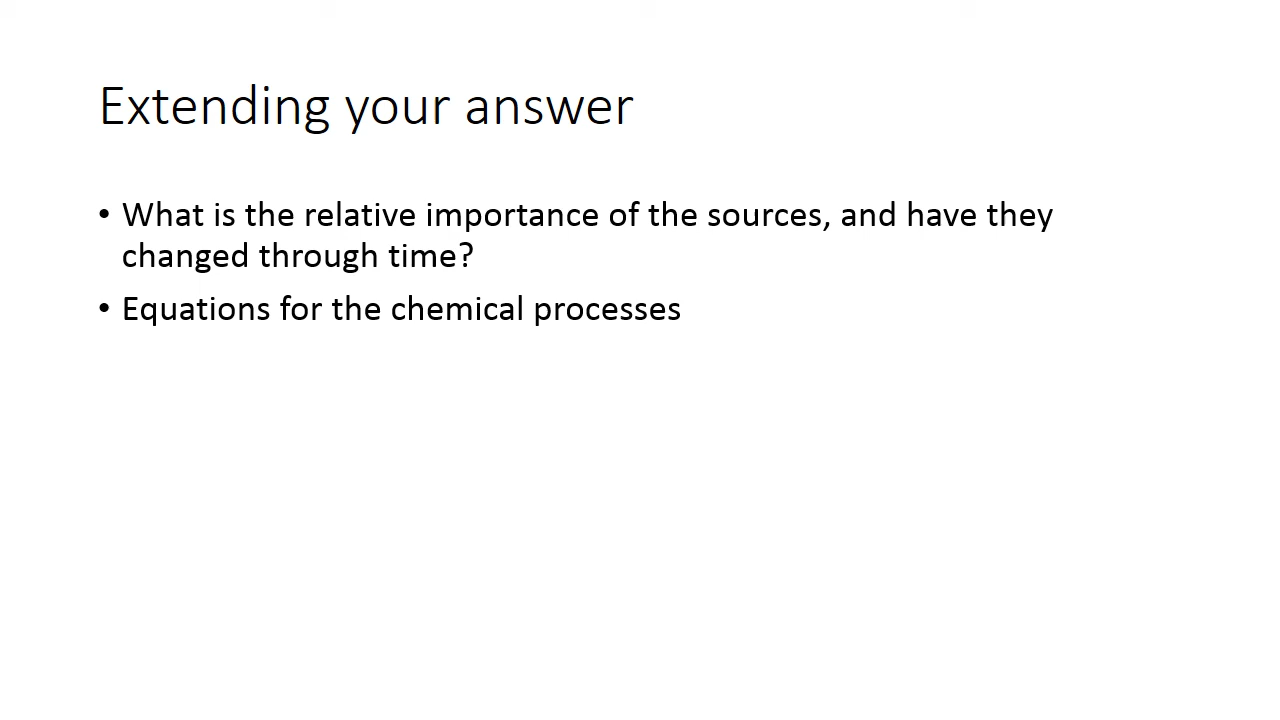 Extending your answer
• What is the relative importance of the sources, and have they
changed through time?
• Equations for the chemical processes